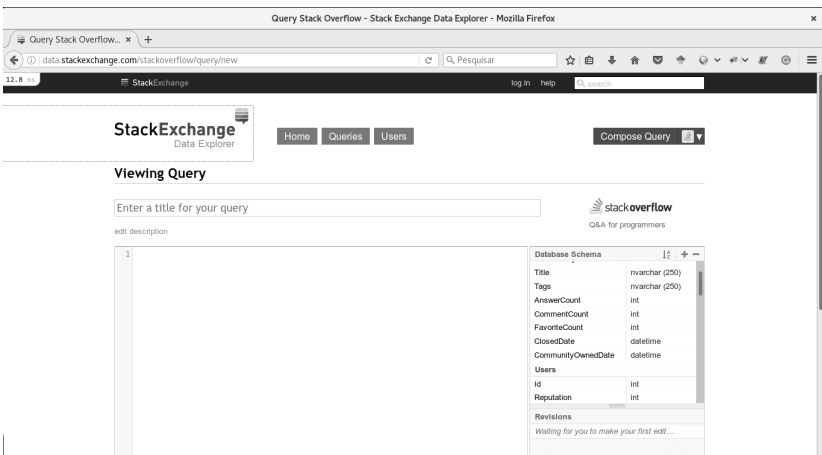 Query Stack Overflow - Stack Exchange Data Explorer - Mozilla Firefox
Query Stack Overflow...
data.stackexchange.com/stackoverflow/query/new
Pesquisar
12.8 ms
StackExchange
log in help search
StackExchange
Data Explorer
Home Queries Users
Compose Query
Viewing Query
Enter a title for your query
stackoverflow
Q&A for programmers
edit description
1
Database Schema
Title nvarchar (250)
Tags nvarchar (250)
AnswerCount int
CommentCount int
FavoriteCount int
ClosedDate datetime
CommunityOwnedDate datetime
Users
Id int
Reputation int
Revisions
Waiting for you to make your first edit...